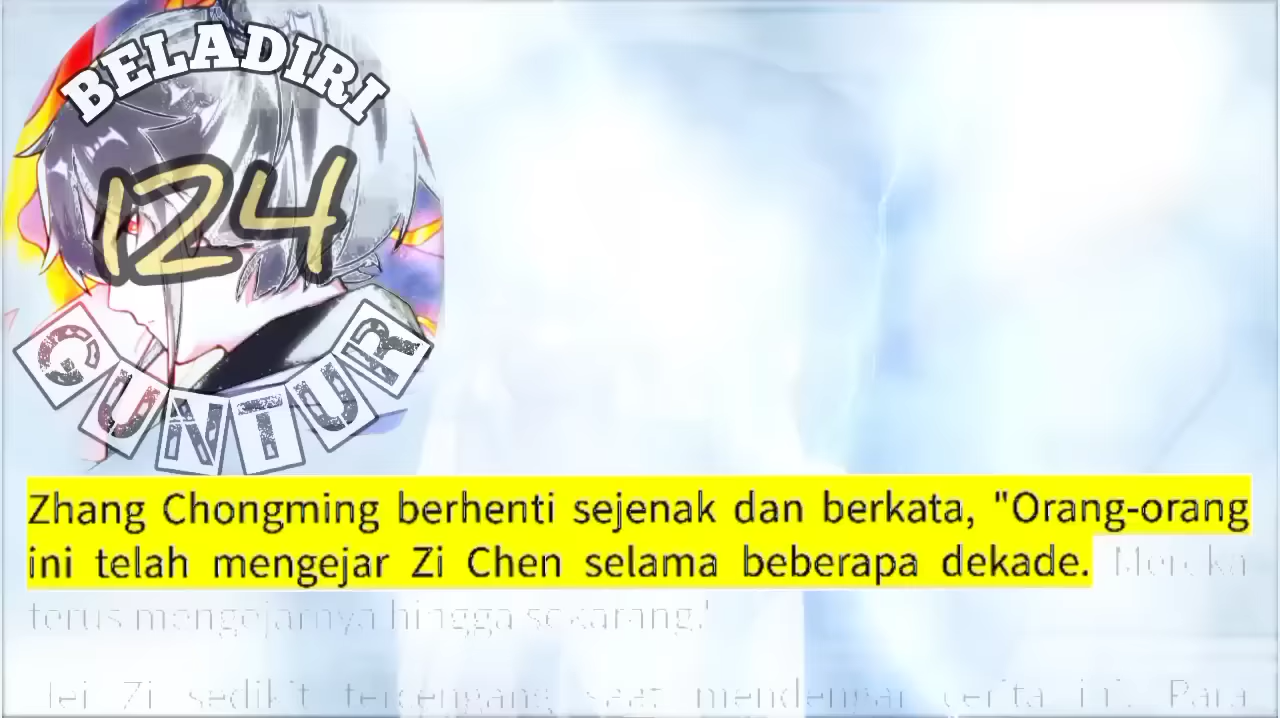 BELADIRI
124
GUNTUR
Zhang Chongming berhenti sejenak dan berkata, "Orang-orang
ini telah mengejar Zi Chen selama beberapa dekade. Mereka
terus mengejarnya hingga sekarang."
Zi sedikit tercengang saat mendengar cerita ini. Para